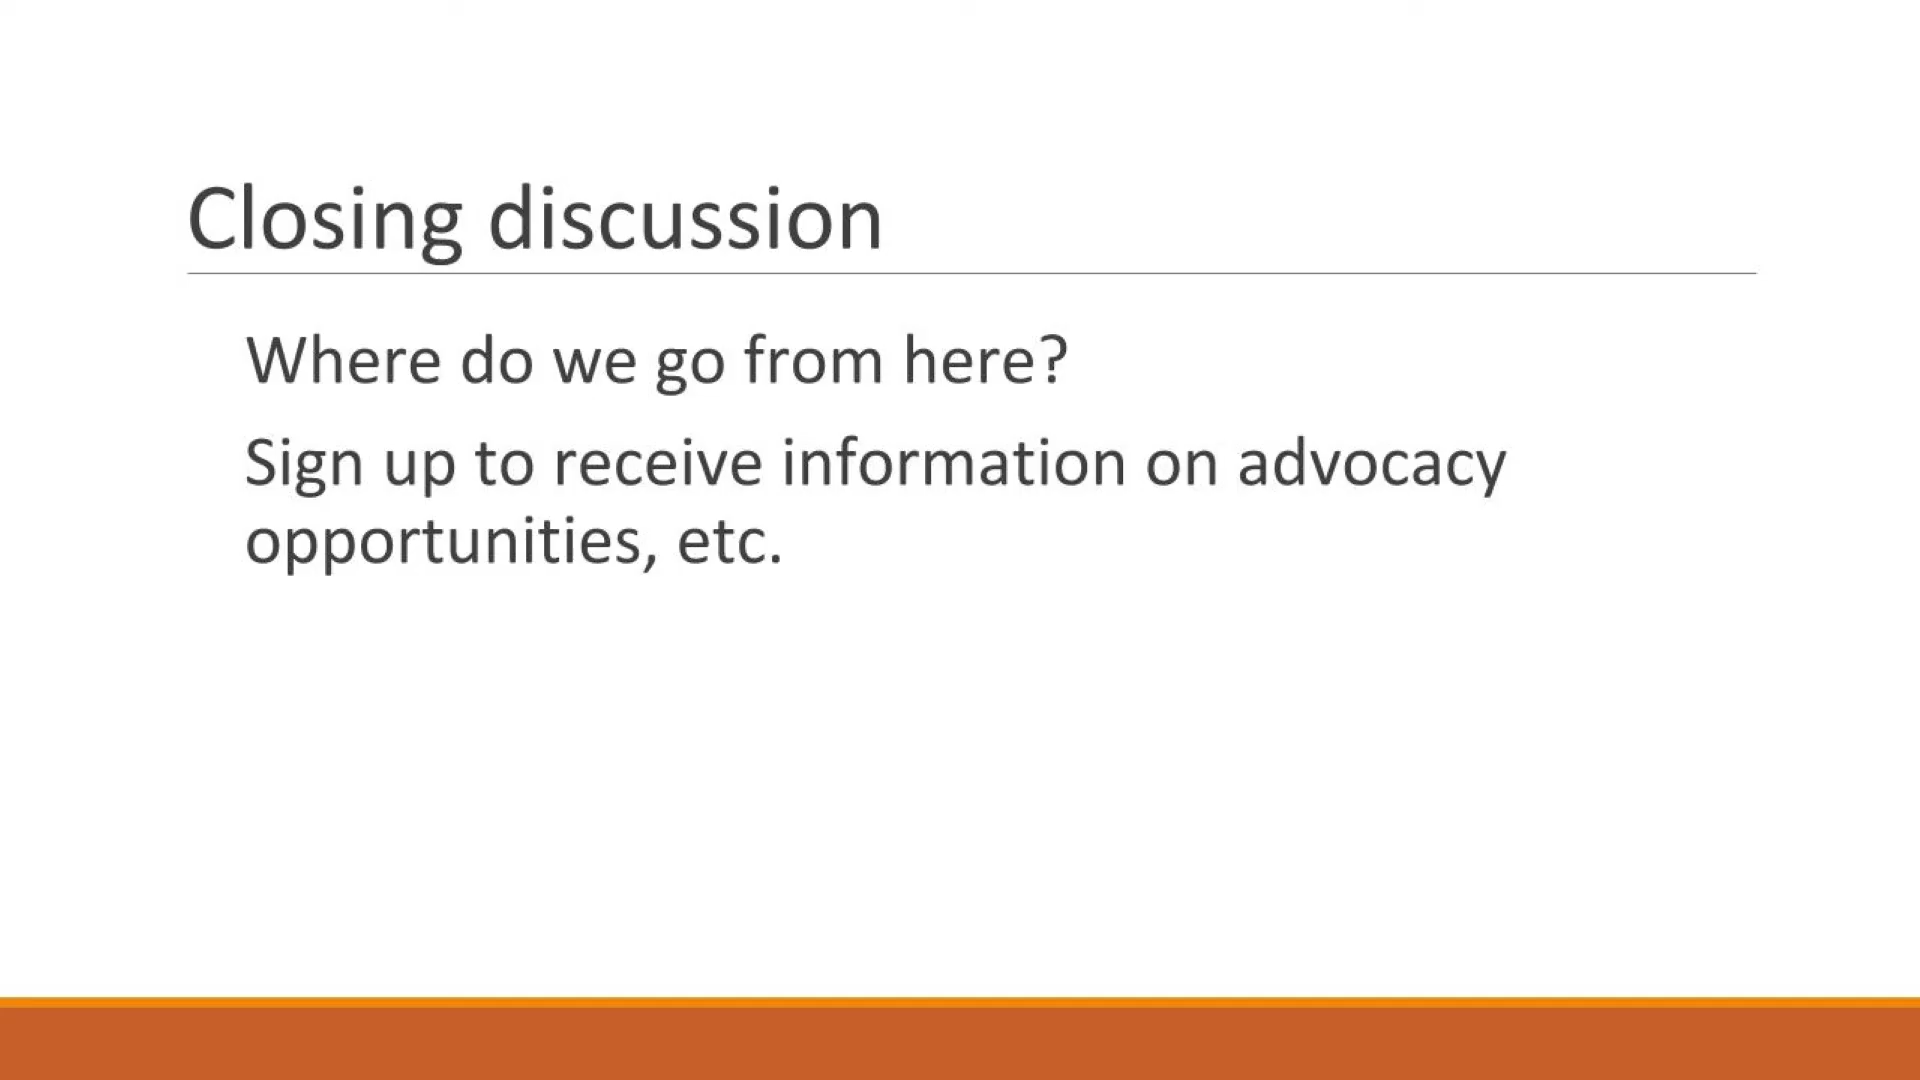 Closing discussion
Where do we go from here?
Sign up to receive information on advocacy
opportunities, etc.